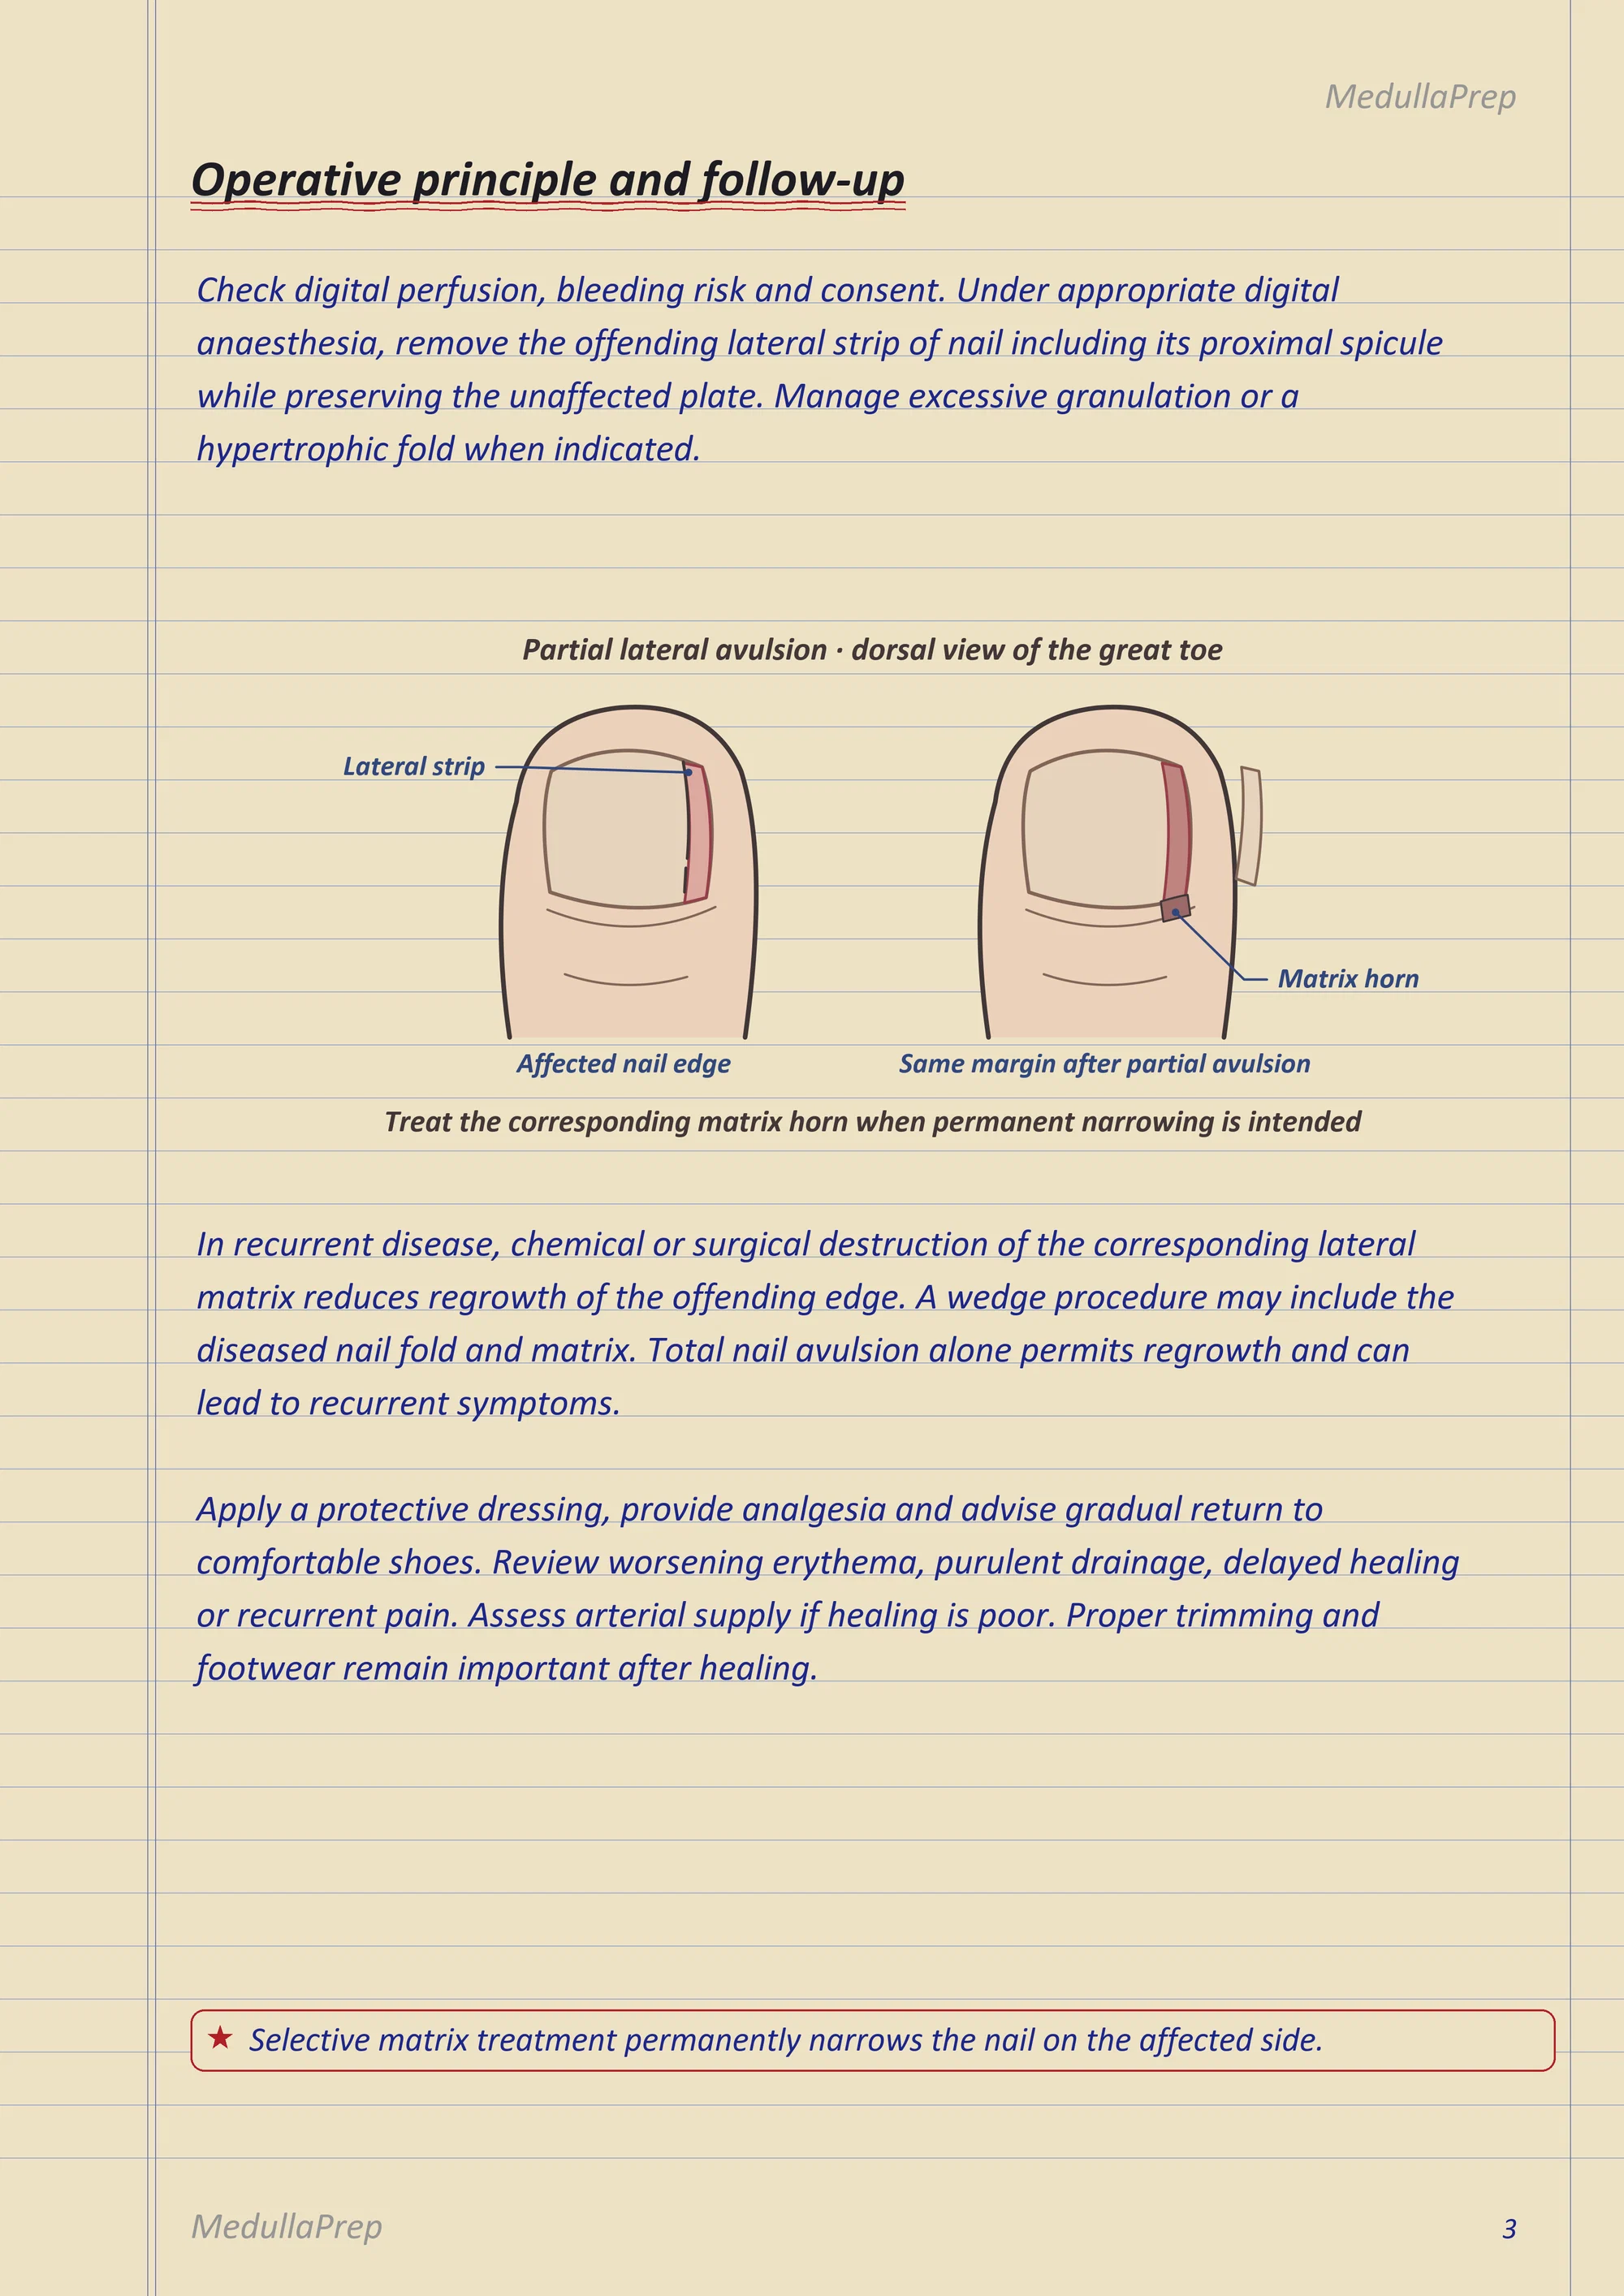 MedullaPrep
Operative principle and follow-up
Check digital perfusion, bleeding risk and consent. Under appropriate digital
anaesthesia, remove the offending lateral strip of nail including its proximal spicule
while preserving the unaffected plate. Manage excessive granulation or a
hypertrophic fold when indicated.
Partial lateral avulsion · dorsal view of the great toe
Lateral strip
Matrix horn
Affected nail edge
Same margin after partial avulsion
Treat the corresponding matrix horn when permanent narrowing is intended
In recurrent disease, chemical or surgical destruction of the corresponding lateral
matrix reduces regrowth of the offending edge. A wedge procedure may include the
diseased nail fold and matrix. Total nail avulsion alone permits regrowth and can
lead to recurrent symptoms.
Apply a protective dressing, provide analgesia and advise gradual return to
comfortable shoes. Review worsening erythema, purulent drainage, delayed healing
or recurrent pain. Assess arterial supply if healing is poor. Proper trimming and
footwear remain important after healing.
★ Selective matrix treatment permanently narrows the nail on the affected side.
MedullaPrep
3